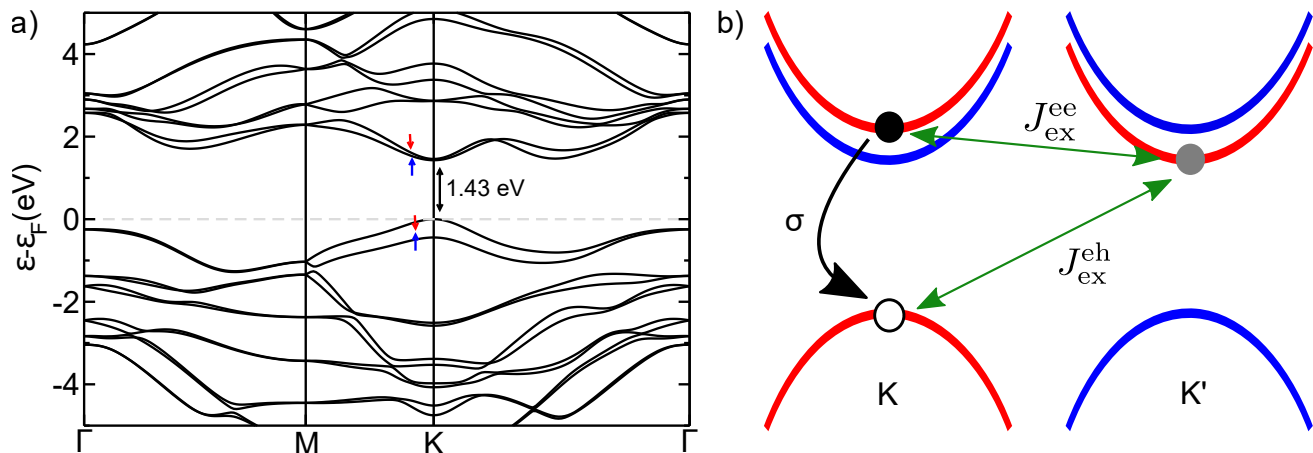 a)
ε-ε_F(eV)
4
2
0
-2
-4
1.43 eV
Γ
M
K
Γ
b)
J_ex^ee
σ
J_ex^eh
K
K'